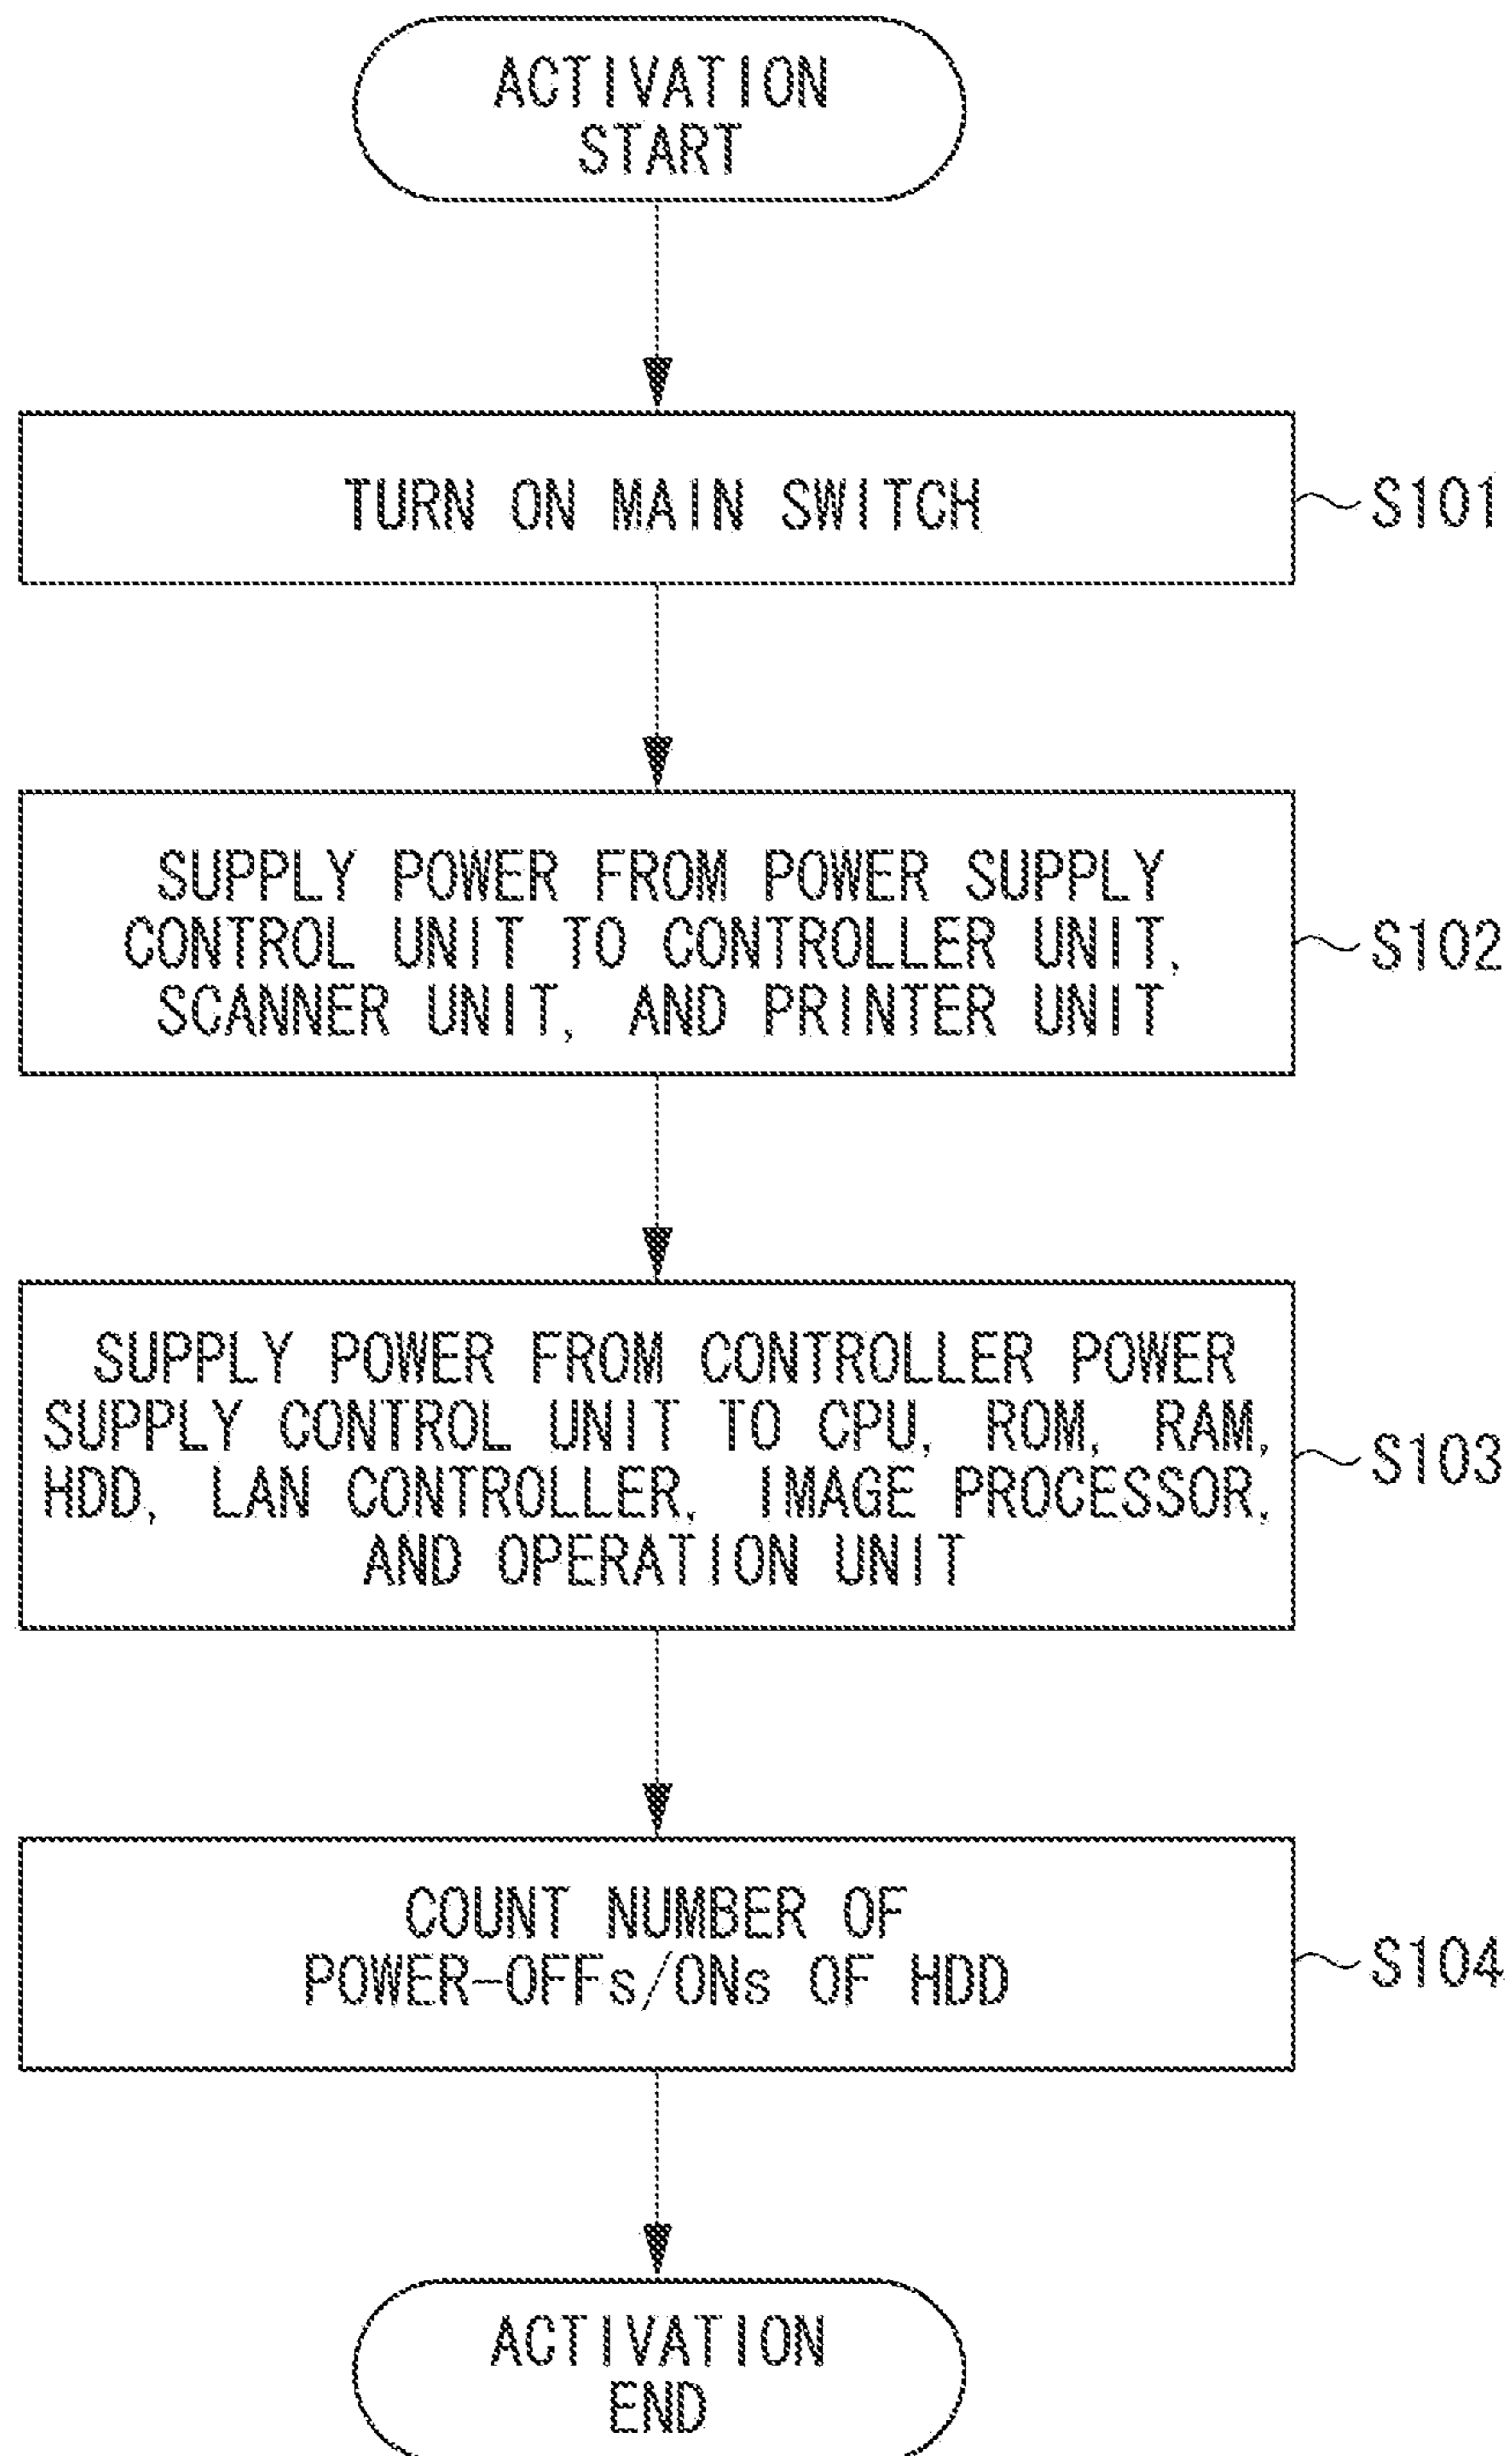 ACTIVATION
START
TURN ON MAIN SWITCH
S101
SUPPLY POWER FROM POWER SUPPLY
CONTROL UNIT TO CONTROLLER UNIT,
SCANNER UNIT, AND PRINTER UNIT
S102
SUPPLY POWER FROM CONTROLLER POWER
SUPPLY CONTROL UNIT TO CPU, ROM, RAM,
HDD, LAN CONTROLLER, IMAGE PROCESSOR,
AND OPERATION UNIT
S103
COUNT NUMBER OF
POWER-OFFs/ONs OF HDD
S104
ACTIVATION
END